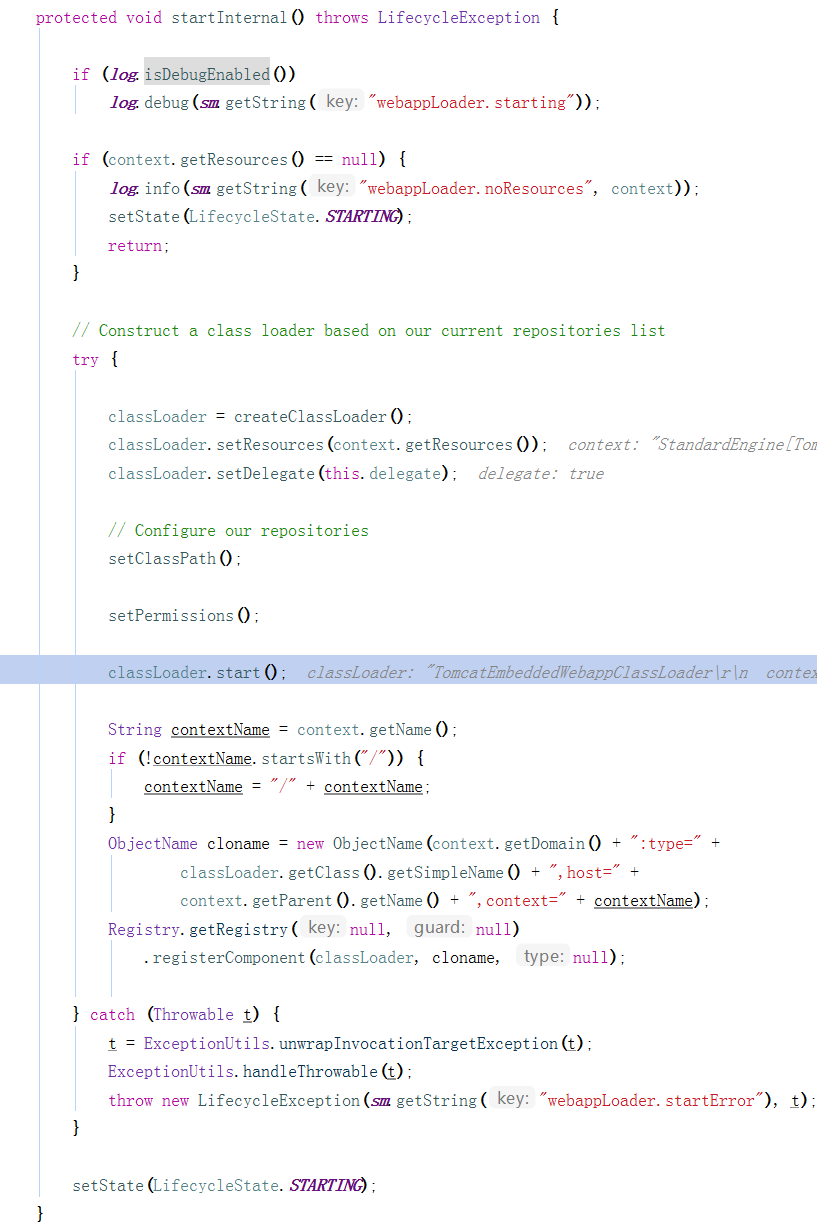 protected void startInternal() throws LifecycleException {
if (log.isDebugEnabled())
log.debug(sm.getString( key: "webappLoader.starting"));
if (context.getResources() == null) {
log.info(sm.getString( key: "webappLoader.noResources", context));
setState(LifecycleState.STARTING);
return;
}
// Construct a class loader based on our current repositories list
try {
classLoader = createClassLoader();
classLoader.setResources(context.getResources());  context: "StandardEngine[Tom
classLoader.setDelegate(this.delegate);  delegate: true
// Configure our repositories
setClassPath();
setPermissions();
classLoader.start();  classLoader: "TomcatEmbeddedWebappClassLoader\r\n  contex
String contextName = context.getName();
if (!contextName.startsWith("/")) {
contextName = "/" + contextName;
}
ObjectName cloname = new ObjectName(context.getDomain() + ":type=" +
classLoader.getClass().getSimpleName() + ",host=" +
context.getParent().getName() + ",context=" + contextName);
Registry.getRegistry( key: null, guard: null)
.registerComponent(classLoader, cloname, type: null);
} catch (Throwable t) {
t = ExceptionUtils.unwrapInvocationTargetException(t);
ExceptionUtils.handleThrowable(t);
throw new LifecycleException(sm.getString( key: "webappLoader.startError"), t);
}
setState(LifecycleState.STARTING);
}